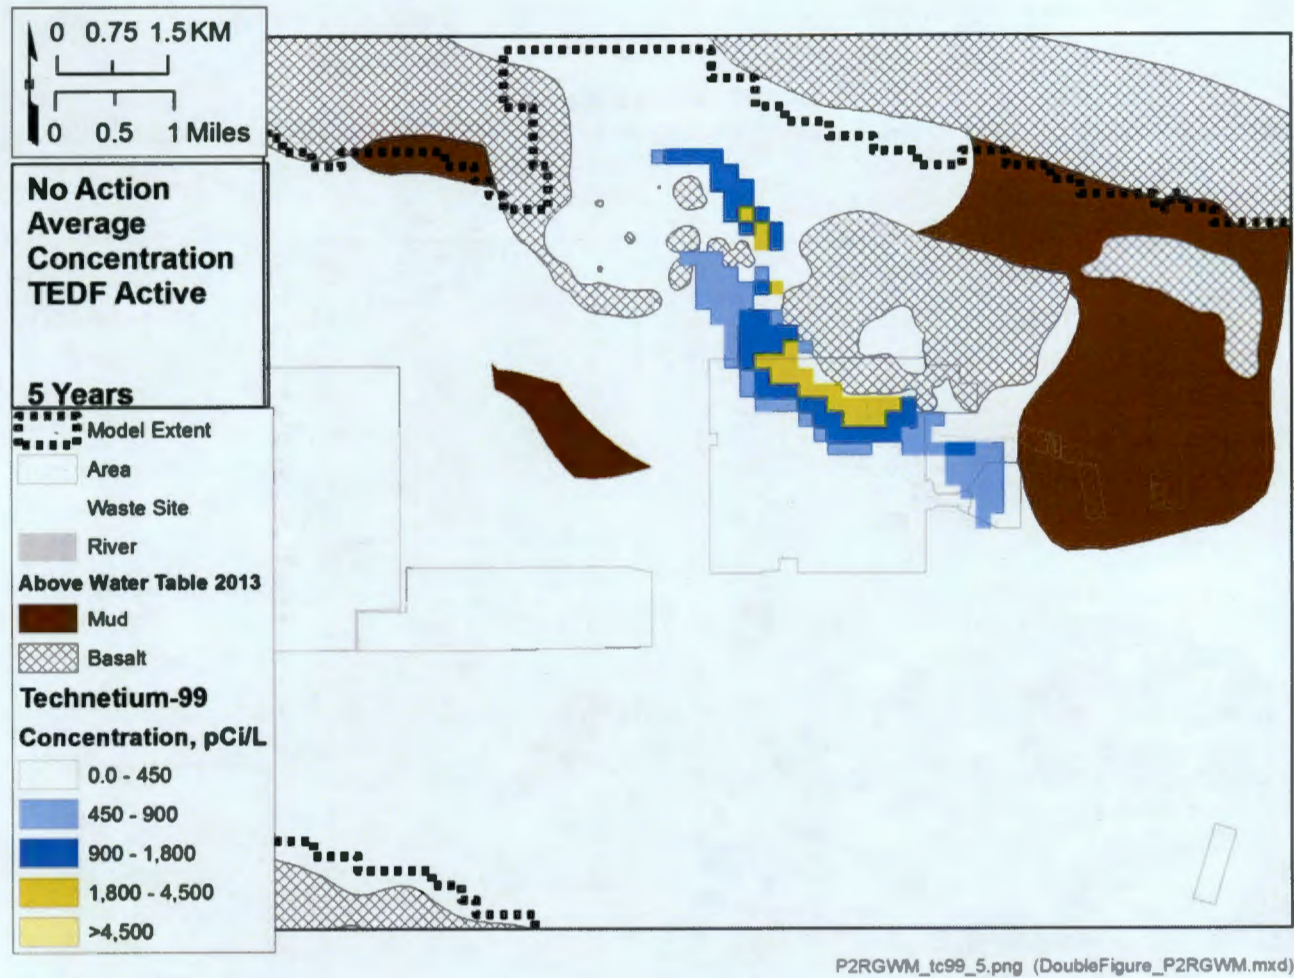 0 0.75 1.5 KM
0 0.5 1 Miles
No Action
Average
Concentration
TEDF Active
5 Years
Model Extent
Area
Waste Site
River
Above Water Table 2013
Mud
Basalt
Technetium-99
Concentration, pCi/L
0.0 - 450
450 - 900
900 - 1,800
1,800 - 4,500
>4,500
P2RGWM_tc99_5.png (DoubleFigure_P2RGWM.mxd)